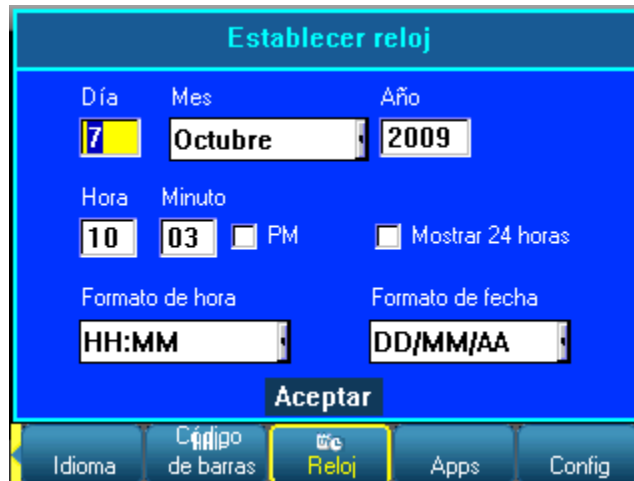 Establecer reloj
Día Mes Año
7 Octubre 2009
Hora Minuto
10 03 PM Mostrar 24 horas
Formato de hora Formato de fecha
HH:MM DD/MM/AA
Aceptar
Idioma Código de barras Reloj Apps Config